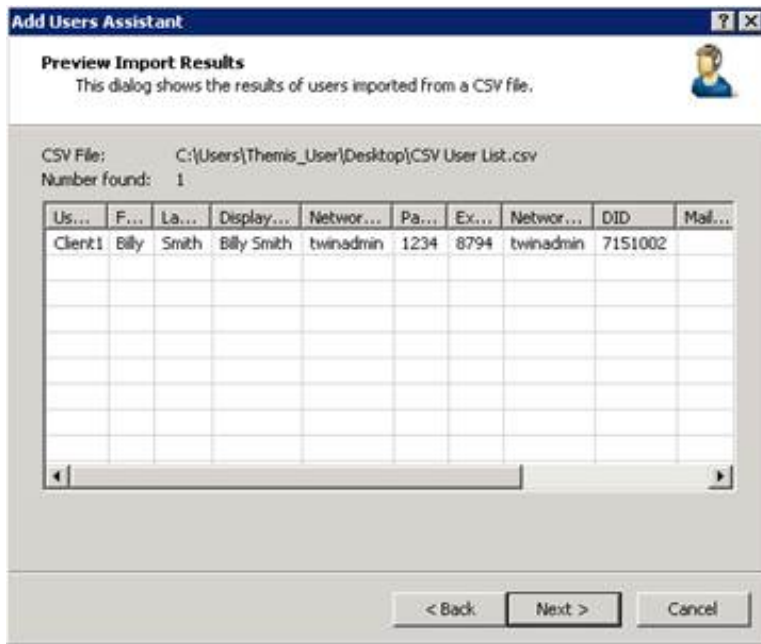 Add Users Assistant
Preview Import Results
This dialog shows the results of users imported from a CSV file.
CSV File: C:\Users\Themis_User\Desktop\CSV User List.csv
Number found: 1
Us... F... La... Display... Networ... Pa... Ex... Networ... DID Mail...
Client1 Billy Smith Billy Smith twinadmin 1234 8794 twinadmin 7151002
< Back Next > Cancel